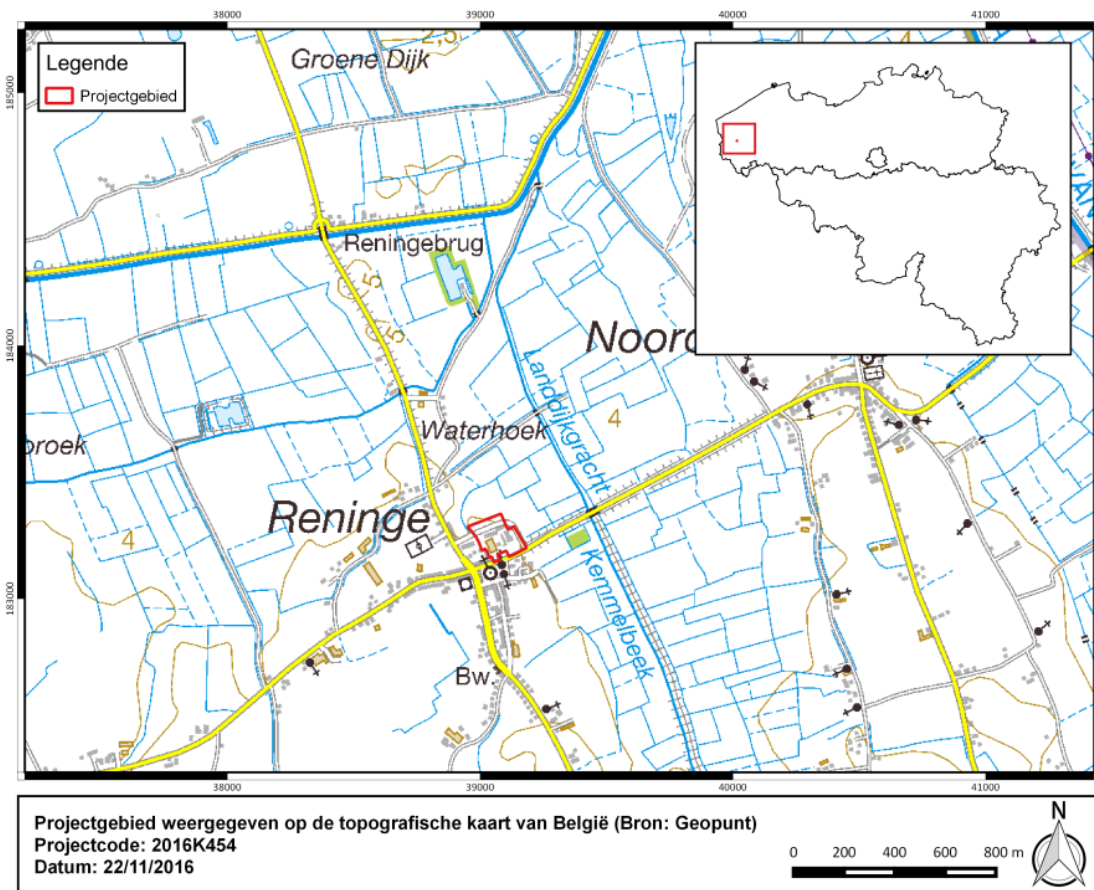 38000
39000
40000
41000
185000
184000
183000
Legende
Projectgebied
Groene Dijk
2,5
4
Reningebrug
5
5
Noord
Landdijkgracht
4
Waterhoek
broek
Reninge
4
Kemmelbeek
Bw.
38000
39000
40000
41000
Projectgebied weergegeven op de topografische kaart van België (Bron: Geopunt)
Projectcode: 2016K454
Datum: 22/11/2016
0 200 400 600 800 m
N